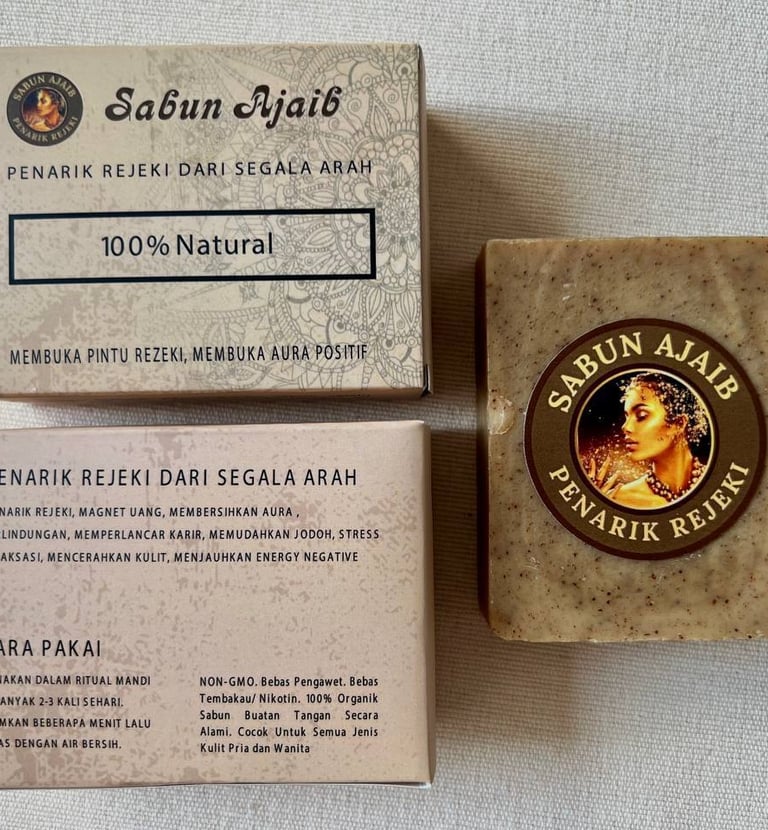 SABUN AJAIB
PENARIK REJEKI
Sabun Ajaib
PENARIK REJEKI DARI SEGALA ARAH
100% Natural
MEMBUKA PINTU REZEKI, MEMBUKA AURA POSITIF
ENARIK REJEKI DARI SEGALA ARAH
NARIK REJEKI, MAGNET UANG, MEMBERSIHKAN AURA ,
LINDUNGAN, MEMPERLANCAR KARIR, MEMUDAHKAN JODOH, STRESS
AKSASI, MENCERAHKAN KULIT, MENJAUHKAN ENERGY NEGATIVE
ARA PAKAI
NAKAN DALAM RITUAL MANDI
ANYAK 2-3 KALI SEHARI.
MKAN BEBERAPA MENIT LALU
AS DENGAN AIR BERSIH.
NON-GMO. Bebas Pengawet. Bebas
Tembakau/ Nikotin. 100% Organik
Sabun Buatan Tangan Secara
Alami. Cocok Untuk Semua Jenis
Kulit Pria dan Wanita
SABUN AJAIB
PENARIK REJEKI